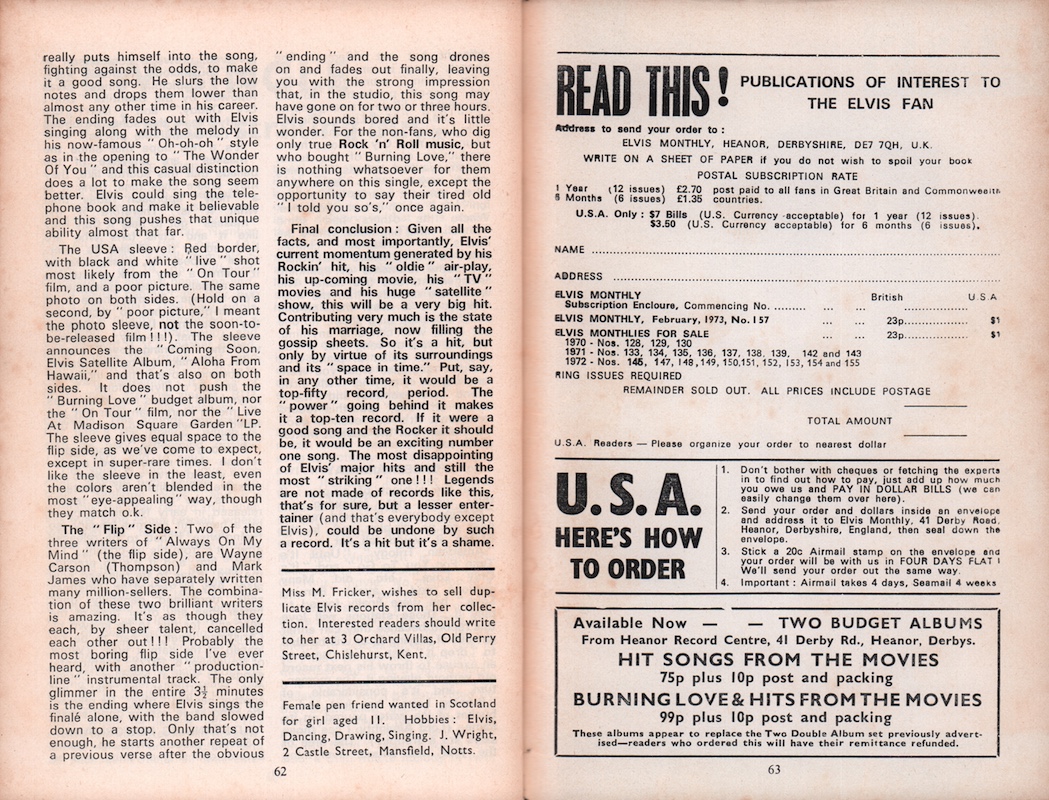 really puts himself into the song,
fighting against the odds, to make
it a good song. He slurs the low
notes and drops them lower than
almost any other time in his career.
The ending fades out with Elvis
singing along with the melody in
his now-famous "Oh-oh-oh" style
as in the opening to "The Wonder
Of You" and this casual distinction
does a lot to make the song seem
better. Elvis could sing the tele-
phone book and make it believable
and this song pushes that unique
ability almost that far.
The USA sleeve: Red border,
with black and white "live" shot
most likely from the "On Tour"
film, and a poor picture. The same
photo on both sides. (Hold on a
second, by "poor picture," I meant
the photo sleeve, not the soon-to-
be-released film!!!). The sleeve
announces the "Coming Soon,
Elvis Satellite Album, "Aloha From
Hawaii," and that's also on both
sides. It does not push the
"Burning Love" budget album, nor
the "On Tour" film, nor the "Live
At Madison Square Garden "LP.
The sleeve gives equal space to the
flip side, as we've come to expect,
except in super-rare times. I don't
like the sleeve in the least, even
the colors aren't blended in the
most "eye-appealing" way, though
they match o.k.
The "Flip" Side: Two of the
three writers of "Always On My
Mind" (the flip side), are Wayne
Carson (Thompson) and Mark
James who have separately written
many million-sellers. The combina-
tion of these two brilliant writers
is amazing. It's as though they
each, by sheer talent, cancelled
each other out!!! Probably the
most boring flip side I've ever
heard, with another "production-
line" instrumental track. The only
glimmer in the entire 3½ minutes
is the ending where Elvis sings the
finalé alone, with the band slowed
down to a stop. Only that's not
enough, he starts another repeat of
a previous verse after the obvious
"ending" and the song drones
on and fades out finally, leaving
you with the strong impression
that, in the studio, this song may
have gone on for two or three hours.
Elvis sounds bored and it's little
wonder. For the non-fans, who dig
only true Rock 'n' Roll music, but
who bought "Burning Love," there
is nothing whatsoever for them
anywhere on this single, except the
opportunity to say their tired old
"I told you so's," once again.
Final conclusion: Given all the
facts, and most importantly, Elvis'
current momentum generated by his
Rockin' hit, his "oldie" air-play,
his up-coming movie, his "TV"
movies and his huge "satellite"
show, this will be a very big hit.
Contributing very much is the state
of his marriage, now filling the
gossip sheets. So it's a hit, but
only by virtue of its surroundings
and its "space in time." Put, say,
in any other time, it would be a
top-fifty record, period. The
"power" going behind it makes
it a top-ten record. If it were a
good song and the Rocker it should
be, it would be an exciting number
one song. The most disappointing
of Elvis' major hits and still the
most "striking" one!!! Legends
are not made of records like this,
that's for sure, but a lesser enter-
tainer (and that's everybody except
Elvis), could be undone by such
a record. It's a hit but it's a shame.
Miss M. Fricker, wishes to sell dup-
licate Elvis records from her collec-
tion. Interested readers should write
to her at 3 Orchard Villas, Old Perry
Street, Chislehurst, Kent.
Female pen friend wanted in Scotland
for girl aged 11. Hobbies: Elvis,
Dancing, Drawing, Singing. J. Wright,
2 Castle Street, Mansfield, Notts.
62
READ THIS! PUBLICATIONS OF INTEREST TO
THE ELVIS FAN
Address to send your order to:
ELVIS MONTHLY, HEANOR, DERBYSHIRE, DE7 7QH, U.K.
WRITE ON A SHEET OF PAPER if you do not wish to spoil your book
POSTAL SUBSCRIPTION RATE
1 Year (12 issues) £2.70 post paid to all fans in Great Britain and Commonwealth
6 Months (6 issues) £1.35 countries.
U.S.A. Only: $7 Bills (U.S. Currency acceptable) for 1 year (12 issues).
$3.50 (U.S. Currency acceptable) for 6 months (6 issues).
NAME
ADDRESS
ELVIS MONTHLY British U.S.A
Subscription Encloure, Commencing No. ......... ... ...
ELVIS MONTHLY, February, 1973, No. 157 ... ... 23p. $1
ELVIS MONTHLIES FOR SALE ... ... 23p. $1
1970 - Nos. 128, 129, 130
1971 - Nos. 133, 134, 135, 136, 137, 138, 139, 142 and 143
1972 - Nos. 146, 147, 148, 149, 150, 151, 152, 153, 154 and 155
RING ISSUES REQUIRED
REMAINDER SOLD OUT. ALL PRICES INCLUDE POSTAGE
TOTAL AMOUNT
U.S.A. Readers — Please organize your order to nearest dollar
U.S.A.
HERE'S HOW
TO ORDER
1. Don't bother with cheques or fetching the experts
in to find out how to pay, just add up how much
you owe us and PAY IN DOLLAR BILLS (we can
easily change them over here).
2. Send your order and dollars inside an envelope
and address it to Elvis Monthly, 41 Derby Road,
Heanor, Derbyshire, England, then seal down the
envelope.
3. Stick a 20c Airmail stamp on the envelope and
your order will be with us in FOUR DAYS FLAT!
We'll send your order out the same way.
4. Important: Airmail takes 4 days, Seamail 4 weeks
Available Now — — TWO BUDGET ALBUMS
From Heanor Record Centre, 41 Derby Rd., Heanor, Derbys.
HIT SONGS FROM THE MOVIES
75p plus 10p post and packing
BURNING LOVE & HITS FROM THE MOVIES
99p plus 10p post and packing
These albums appear to replace the Two Double Album set previously advert-
ised—readers who ordered this will have their remittance refunded.
63